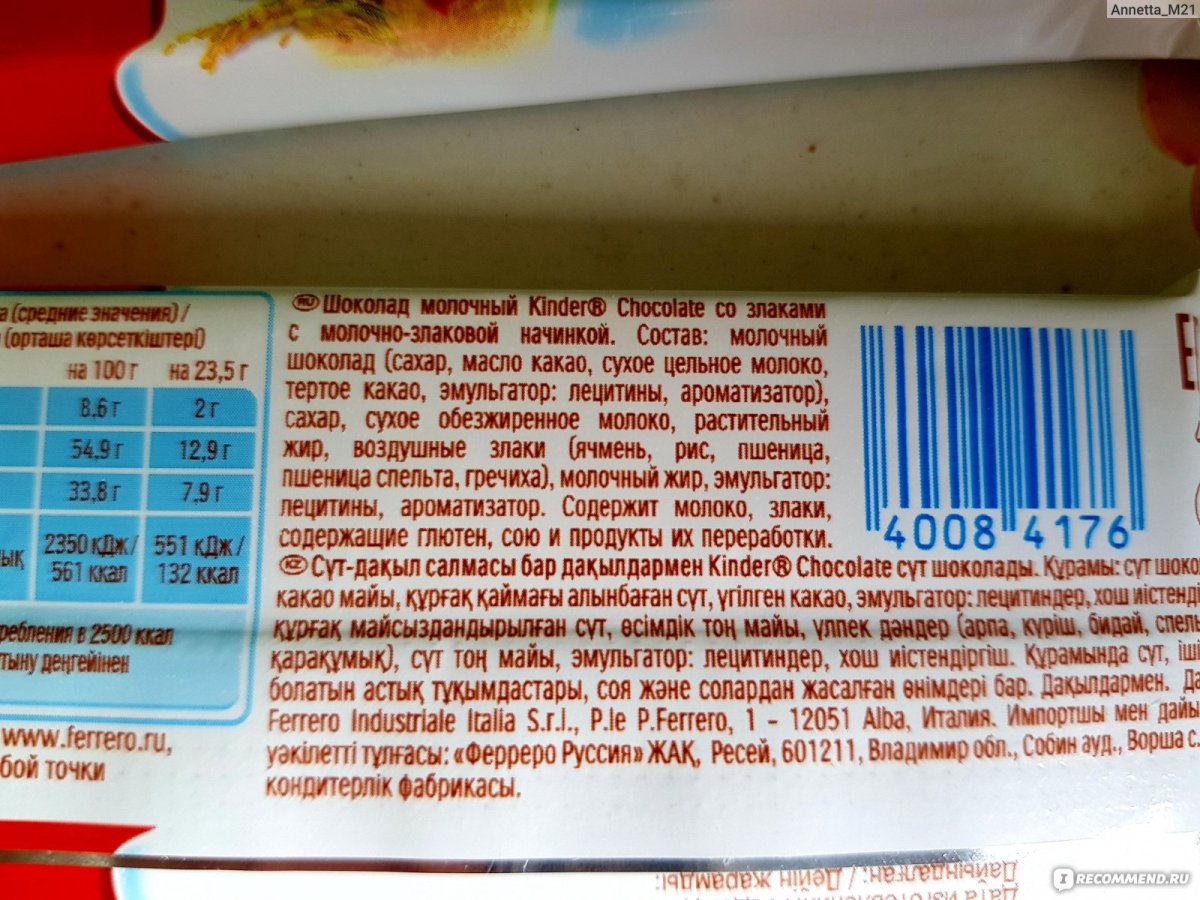 Annetta_M21
(средние значения) /
(орташа көрсеткіштері)
на 100 г на 23,5 г
8,6 г 2 г
54,9 г 12,9 г
33,8 г 7,9 г
2350 кДж/ 551 кДж/
561 ккал 132 ккал
в 2500 ккал
деңгейінен
www.ferrero.ru,
точки
RU Шоколад молочный Kinder® Chocolate со злаками
с молочно-злаковой начинкой. Состав: молочный
шоколад (сахар, масло какао, сухое цельное молоко,
тертое какао, эмульгатор: лецитины, ароматизатор),
сахар, сухое обезжиренное молоко, растительный
жир, воздушные злаки (ячмень, рис, пшеница,
пшеница спельта, гречиха), молочный жир, эмульгатор:
лецитины, ароматизатор. Содержит молоко, злаки,
содержащие глютен, сою и продукты их переработки.
4008 4176
KZ Сүт-дақыл салмасы бар дақылдармен Kinder® Chocolate сүт шоколады. Құрамы: сүт
какао майы, құрғақ қаймағы алынбаған сүт, үгілген какао, эмульгатор: лецитиндер, хош
құрғақ майсыздандырылған сүт, өсімдік тоң майы, үлпек дәндер (арпа, күріш, бидай,
қарақұмық), сүт тоң майы, эмульгатор: лецитиндер, хош иістендіргіш. Құрамында сүт,
болатын астық тұқымдастары, соя және солардан жасалған өнімдері бар. Дақылдармен.
Ferrero Industriale Italia S.r.l., P.le P.Ferrero, 1 - 12051 Alba, Италия. Импортшы мен
уәкілетті тұлғасы: «Ферреро Руссия» ЖАҚ, Ресей, 601211, Владимир обл., Собин ауд., Ворша с.
кондитерлік фабрикасы.
Дата
/ Дейін жарамды:
IRECOMMEND.RU